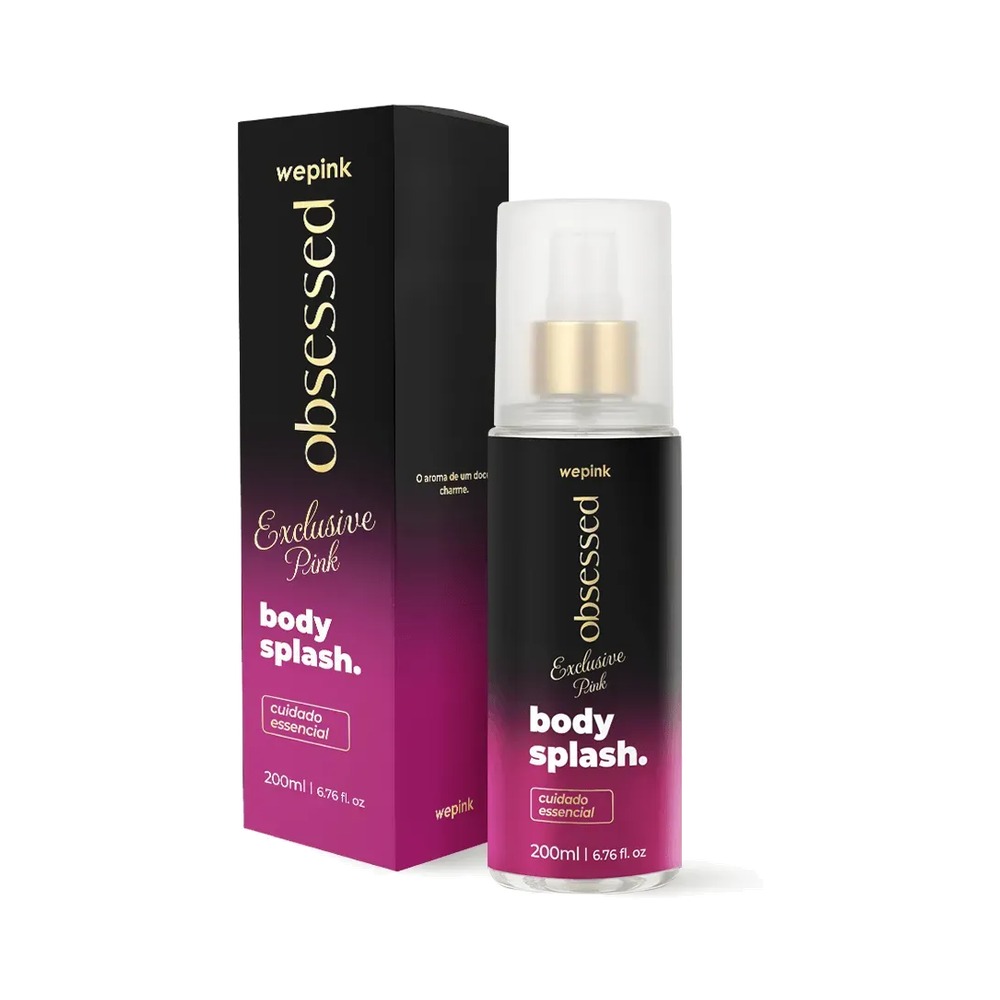 wepink
obsessed
Exclusive
Pink
body
splash.
cuidado
essencial
200ml | 6.76 fl. oz
O aroma de um doce
charme.
wepink
wepink
obsessed
Exclusive
Pink
body
splash.
cuidado
essencial
200ml | 6.76 fl. oz